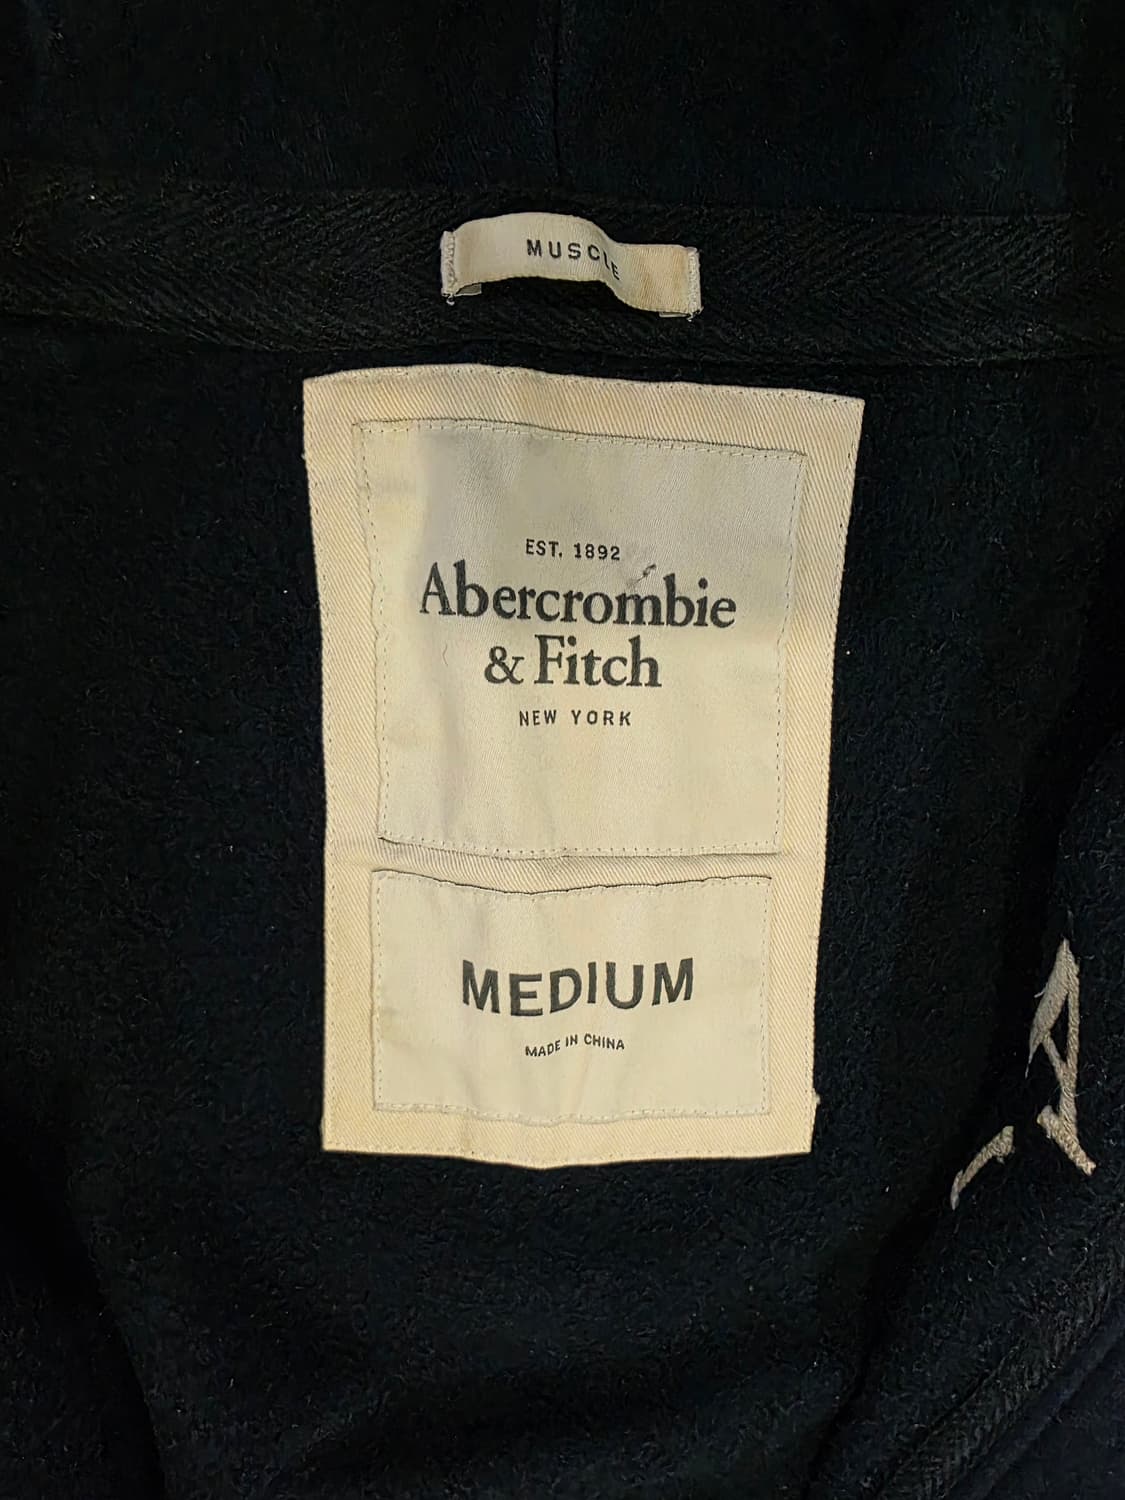 MUSCLE
EST. 1892
Abercrombie
& Fitch
NEW YORK
MEDIUM
MADE IN CHINA
A